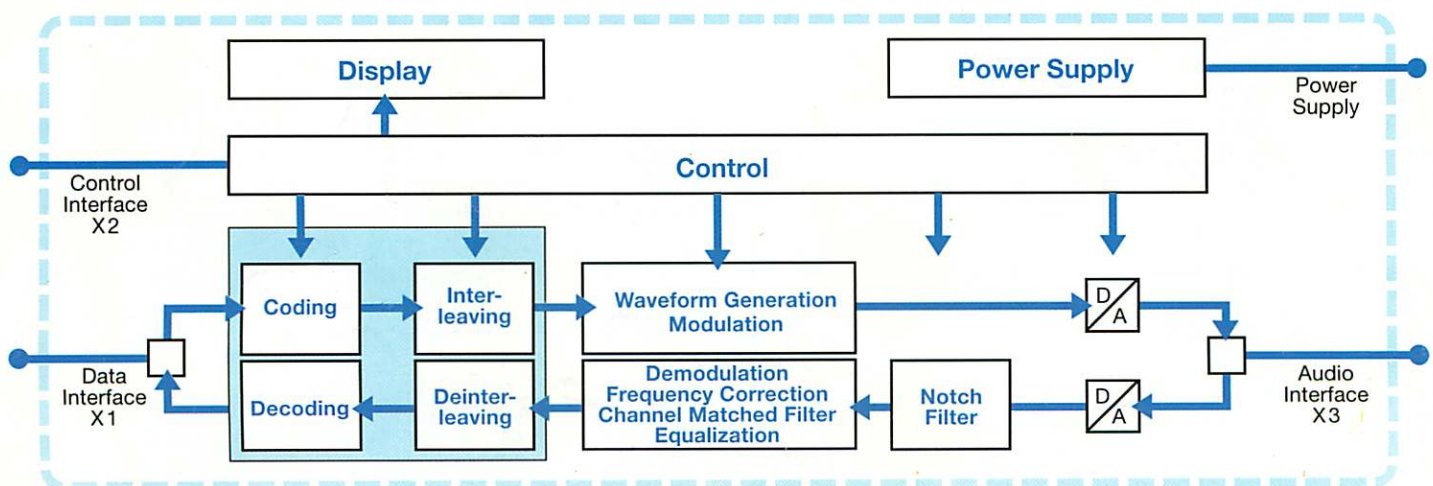 Display
Power Supply
Power
Supply
Control
Control
Interface
X2
Coding
Inter-
leaving
Waveform Generation
Modulation
D
A
Data
Interface
X1
Decoding
Deinter-
leaving
Demodulation
Frequency Correction
Channel Matched Filter
Equalization
Notch
Filter
D
A
Audio
Interface
X3